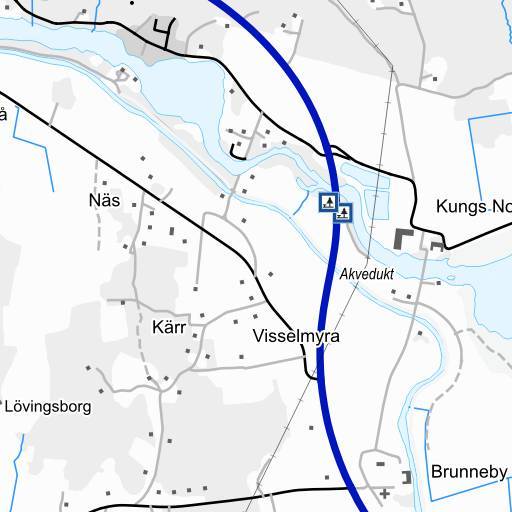 å
Näs
Kungs No
Akvedukt
Kärr
Visselmyra
Lövingsborg
Brunneby